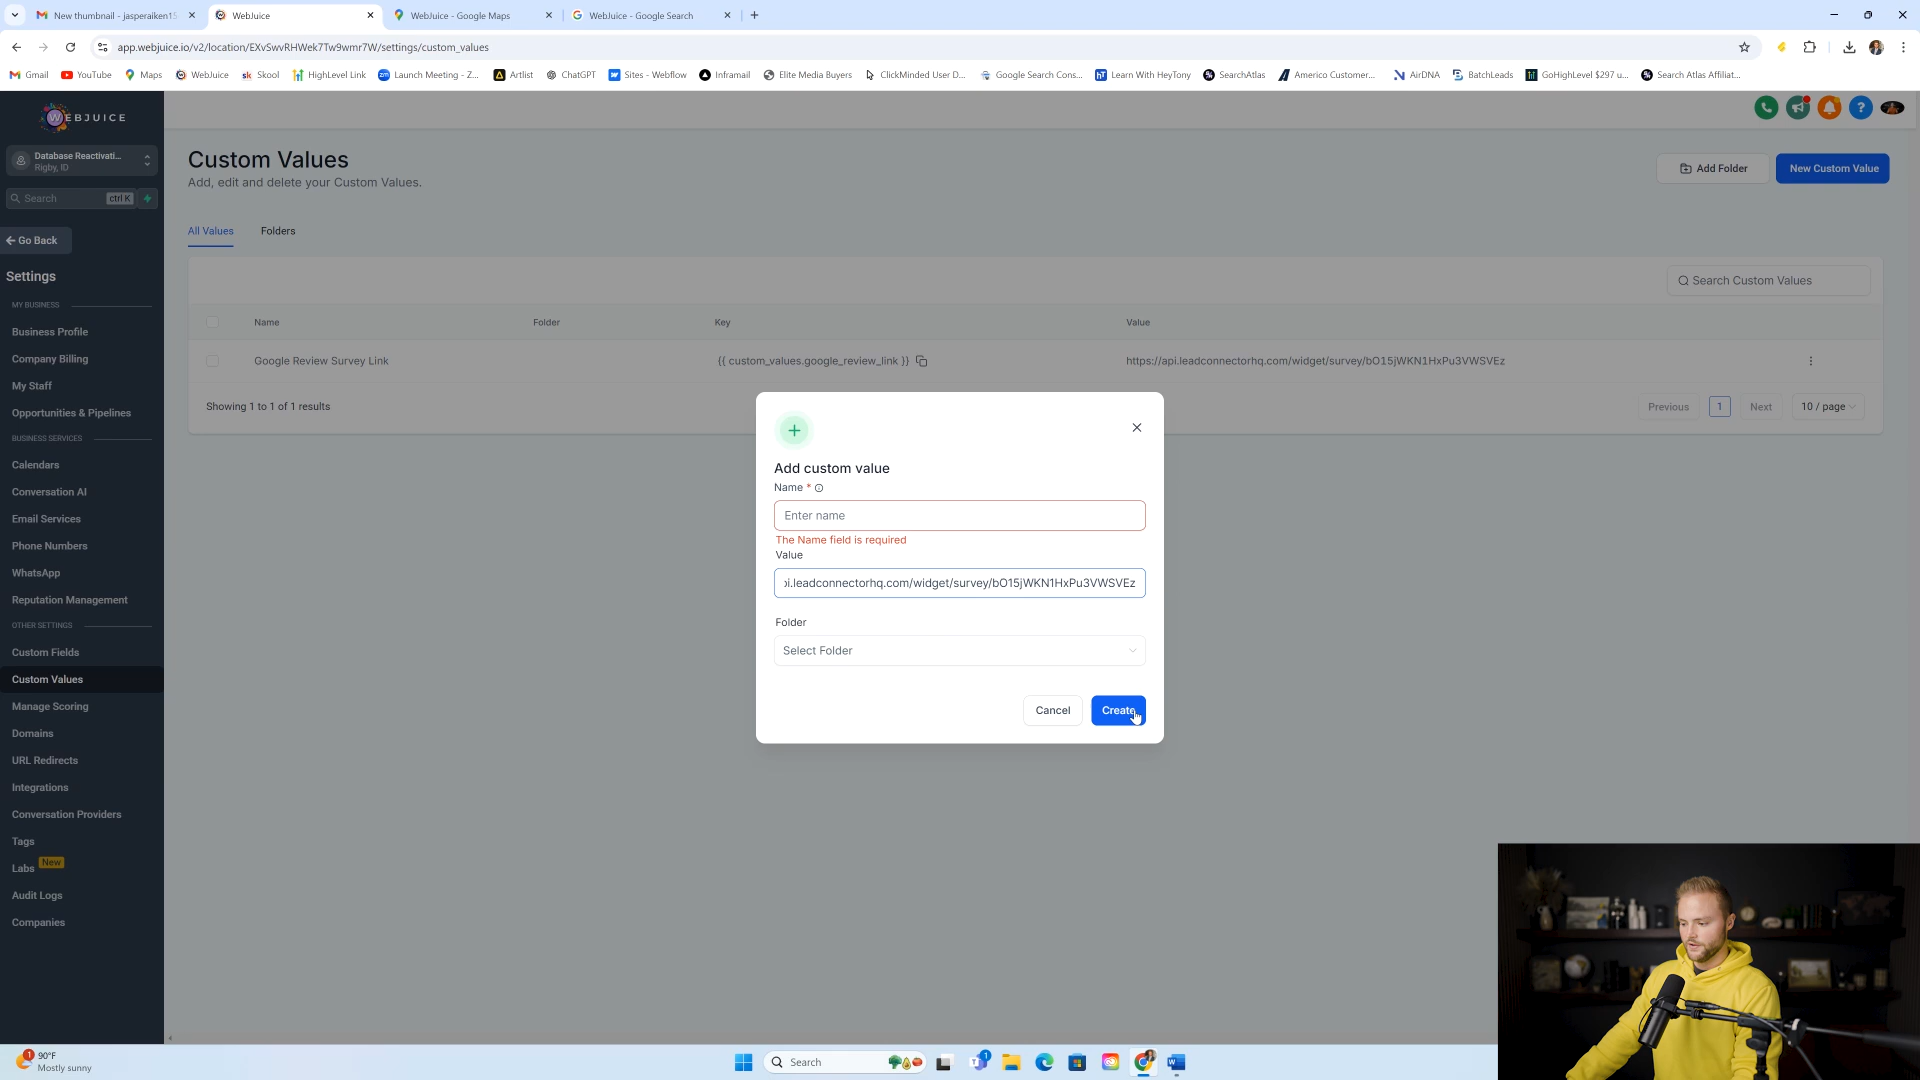 New thumbnail - jasperaiken15
WebJuice
WebJuice - Google Maps
WebJuice - Google Search
app.webjuice.io/v2/location/EXvSwvRHWek7Tw9wmr7W/settings/custom_values
Gmail
YouTube
Maps
WebJuice
Skool
HighLevel Link
Launch Meeting - Z...
Artlist
ChatGPT
Sites - Webflow
Inframail
Elite Media Buyers
ClickMinded User D...
Google Search Cons...
Learn With HeyTony
SearchAtlas
Americo Customer...
AirDNA
BatchLeads
GoHighLevel $297 u...
Search Atlas Affiliat...
WEBJUICE
Database Reactivati...
Rigby, ID
Search
ctrl K
Go Back
Settings
MY BUSINESS
Business Profile
Company Billing
My Staff
Opportunities & Pipelines
BUSINESS SERVICES
Calendars
Conversation AI
Email Services
Phone Numbers
WhatsApp
Reputation Management
OTHER SETTINGS
Custom Fields
Custom Values
Manage Scoring
Domains
URL Redirects
Integrations
Conversation Providers
Tags
Labs New
Audit Logs
Companies
Custom Values
Add, edit and delete your Custom Values.
Add Folder
New Custom Value
All Values
Folders
Search Custom Values
Name
Folder
Key
Value
Google Review Survey Link
{{ custom_values.google_review_link }}
https://api.leadconnectorhq.com/widget/survey/bO15jWKN1HxPu3VWSVEz
Showing 1 to 1 of 1 results
Previous
1
Next
10 / page
Add custom value
Name *
Enter name
The Name field is required
Value
i.leadconnectorhq.com/widget/survey/bO15jWKN1HxPu3VWSVEz
Folder
Select Folder
Cancel
Create
1
90°F
Mostly sunny
Search
1